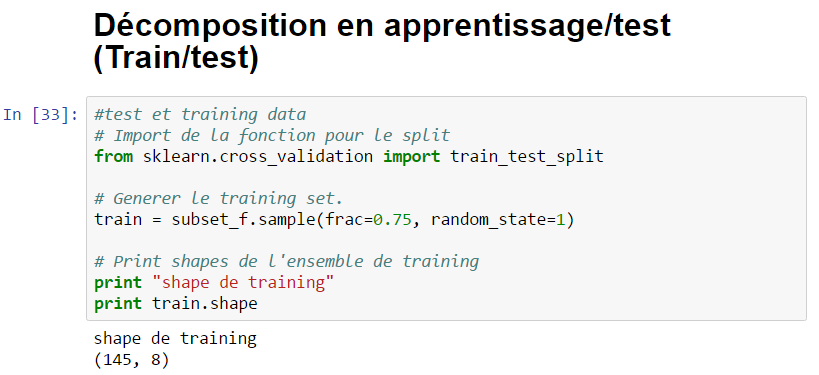 Décomposition en apprentissage/test
(Train/test)
In [33]:
#test et training data
# Import de la fonction pour le split
from sklearn.cross_validation import train_test_split
# Generer le training set.
train = subset_f.sample(frac=0.75, random_state=1)
# Print shapes de l'ensemble de training
print "shape de training"
print train.shape
shape de training
(145, 8)